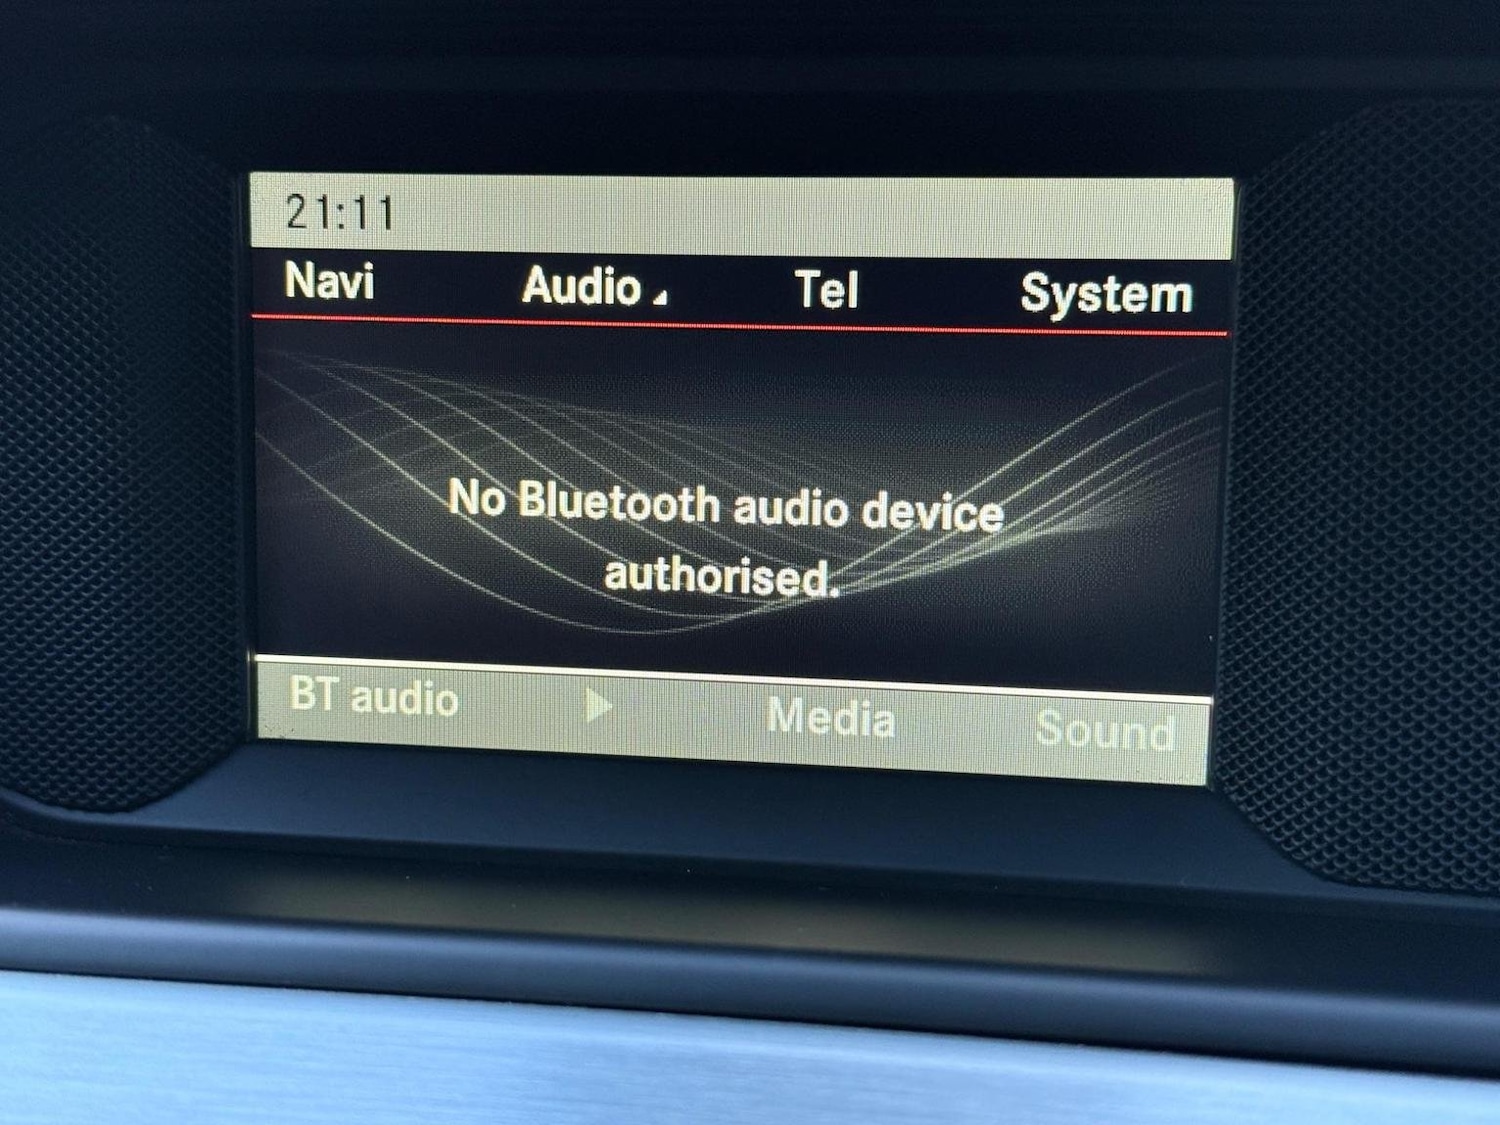 21:11
Navi Audio Tel System
No Bluetooth audio device
authorised.
BT audio Media Sound